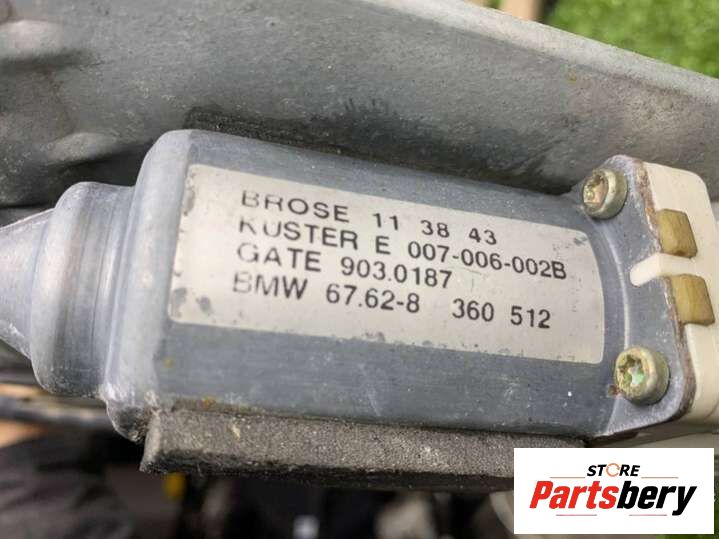 BROSE 11 38 43
KUSTER E 007-006-002B
GATE 903.0187
BMW 67.62-8 360 512
STORE
Partsbery